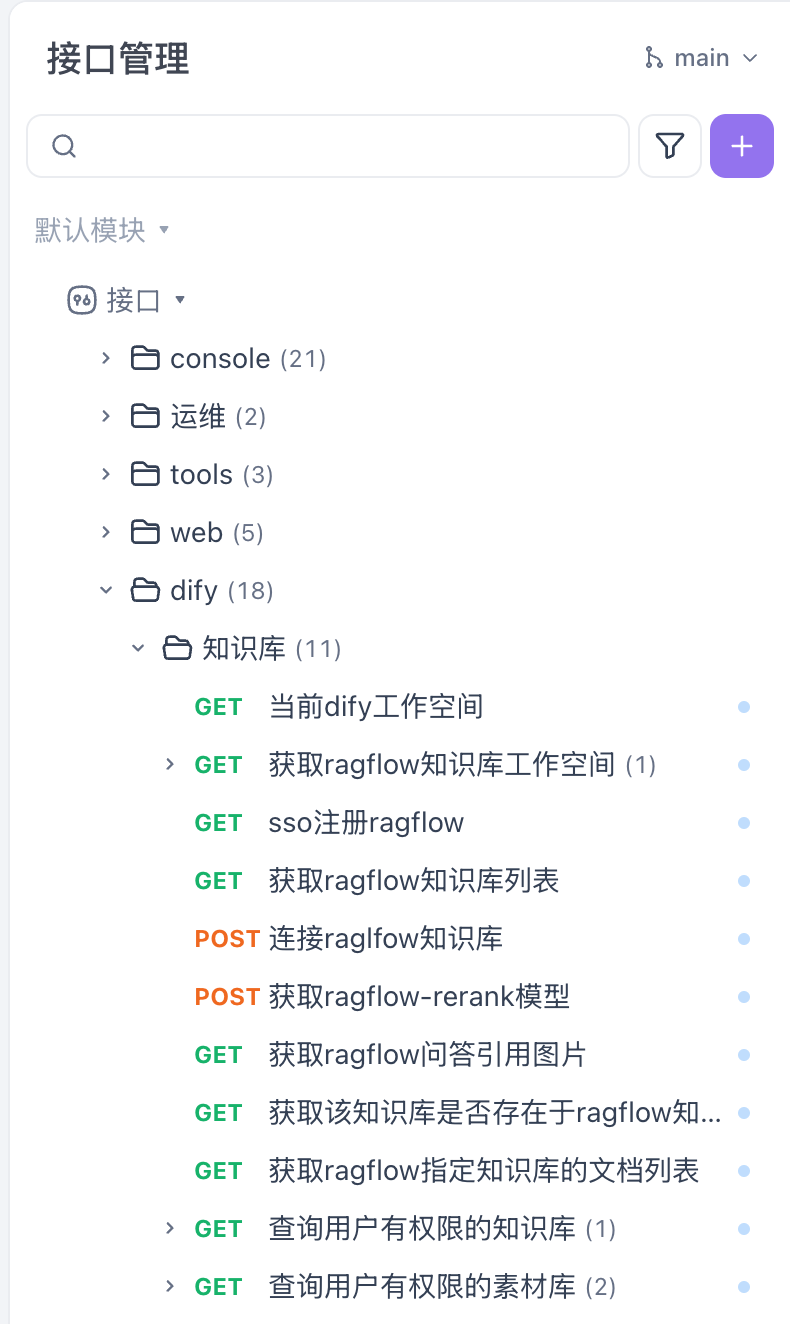 接口管理 main
默认模块
接口
console (21)
运维 (2)
tools (3)
web (5)
dify (18)
知识库 (11)
GET 当前dify工作空间
GET 获取ragflow知识库工作空间 (1)
GET sso注册ragflow
GET 获取ragflow知识库列表
POST 连接raglfow知识库
POST 获取ragflow-rerank模型
GET 获取ragflow问答引用图片
GET 获取该知识库是否存在于ragflow知...
GET 获取ragflow指定知识库的文档列表
GET 查询用户有权限的知识库 (1)
GET 查询用户有权限的素材库 (2)